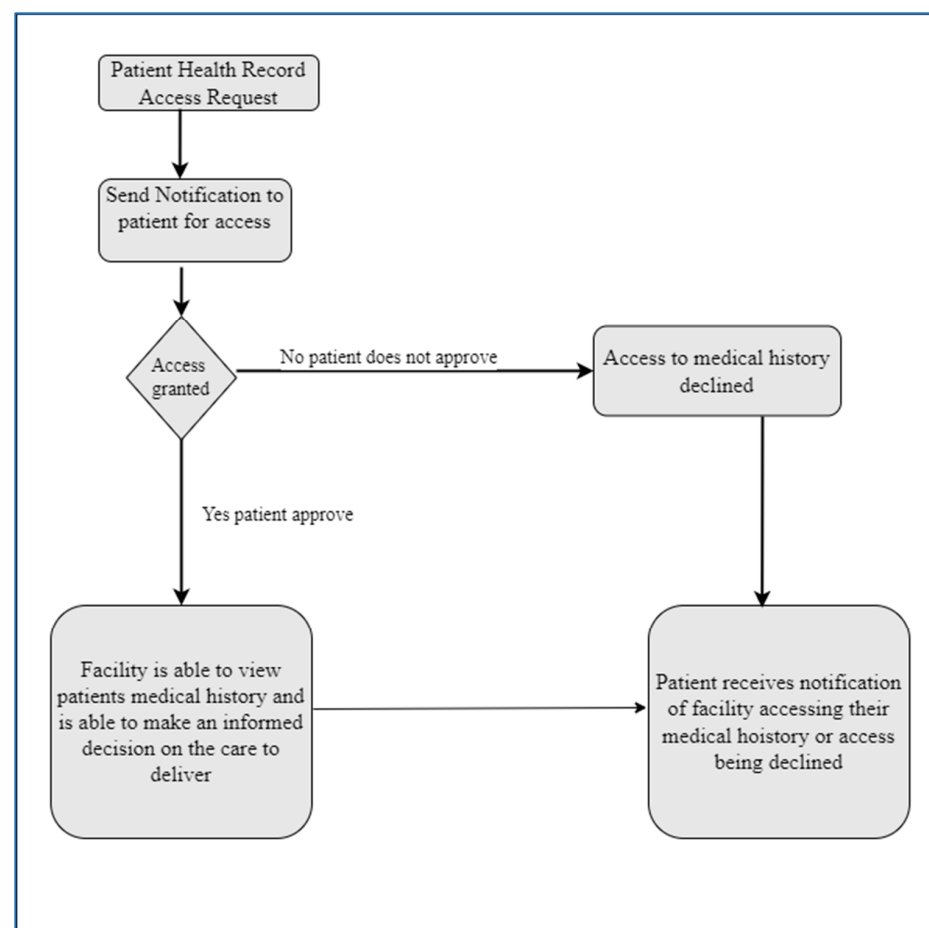 Patient Health Record
Access Request
Send Notification to
patient for access
Access
granted
No patient does not approve
Access to medical history
declined
Yes patient approve
Facility is able to view
patients medical history and
is able to make an informed
decision on the care to
deliver
Patient receives notification
of facility accessing their
medical hoistory or access
being declined